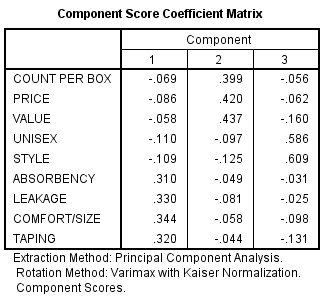 Component Score Coefficient Matrix
Component
1 2 3
COUNT PER BOX -.069 .399 -.056
PRICE -.086 .420 -.062
VALUE -.058 .437 -.160
UNISEX -.110 -.097 .586
STYLE -.109 -.125 .609
ABSORBENCY .310 -.049 -.031
LEAKAGE .330 -.081 -.025
COMFORT/SIZE .344 -.058 -.098
TAPING .320 -.044 -.131
Extraction Method: Principal Component Analysis.
Rotation Method: Varimax with Kaiser Normalization.
Component Scores.